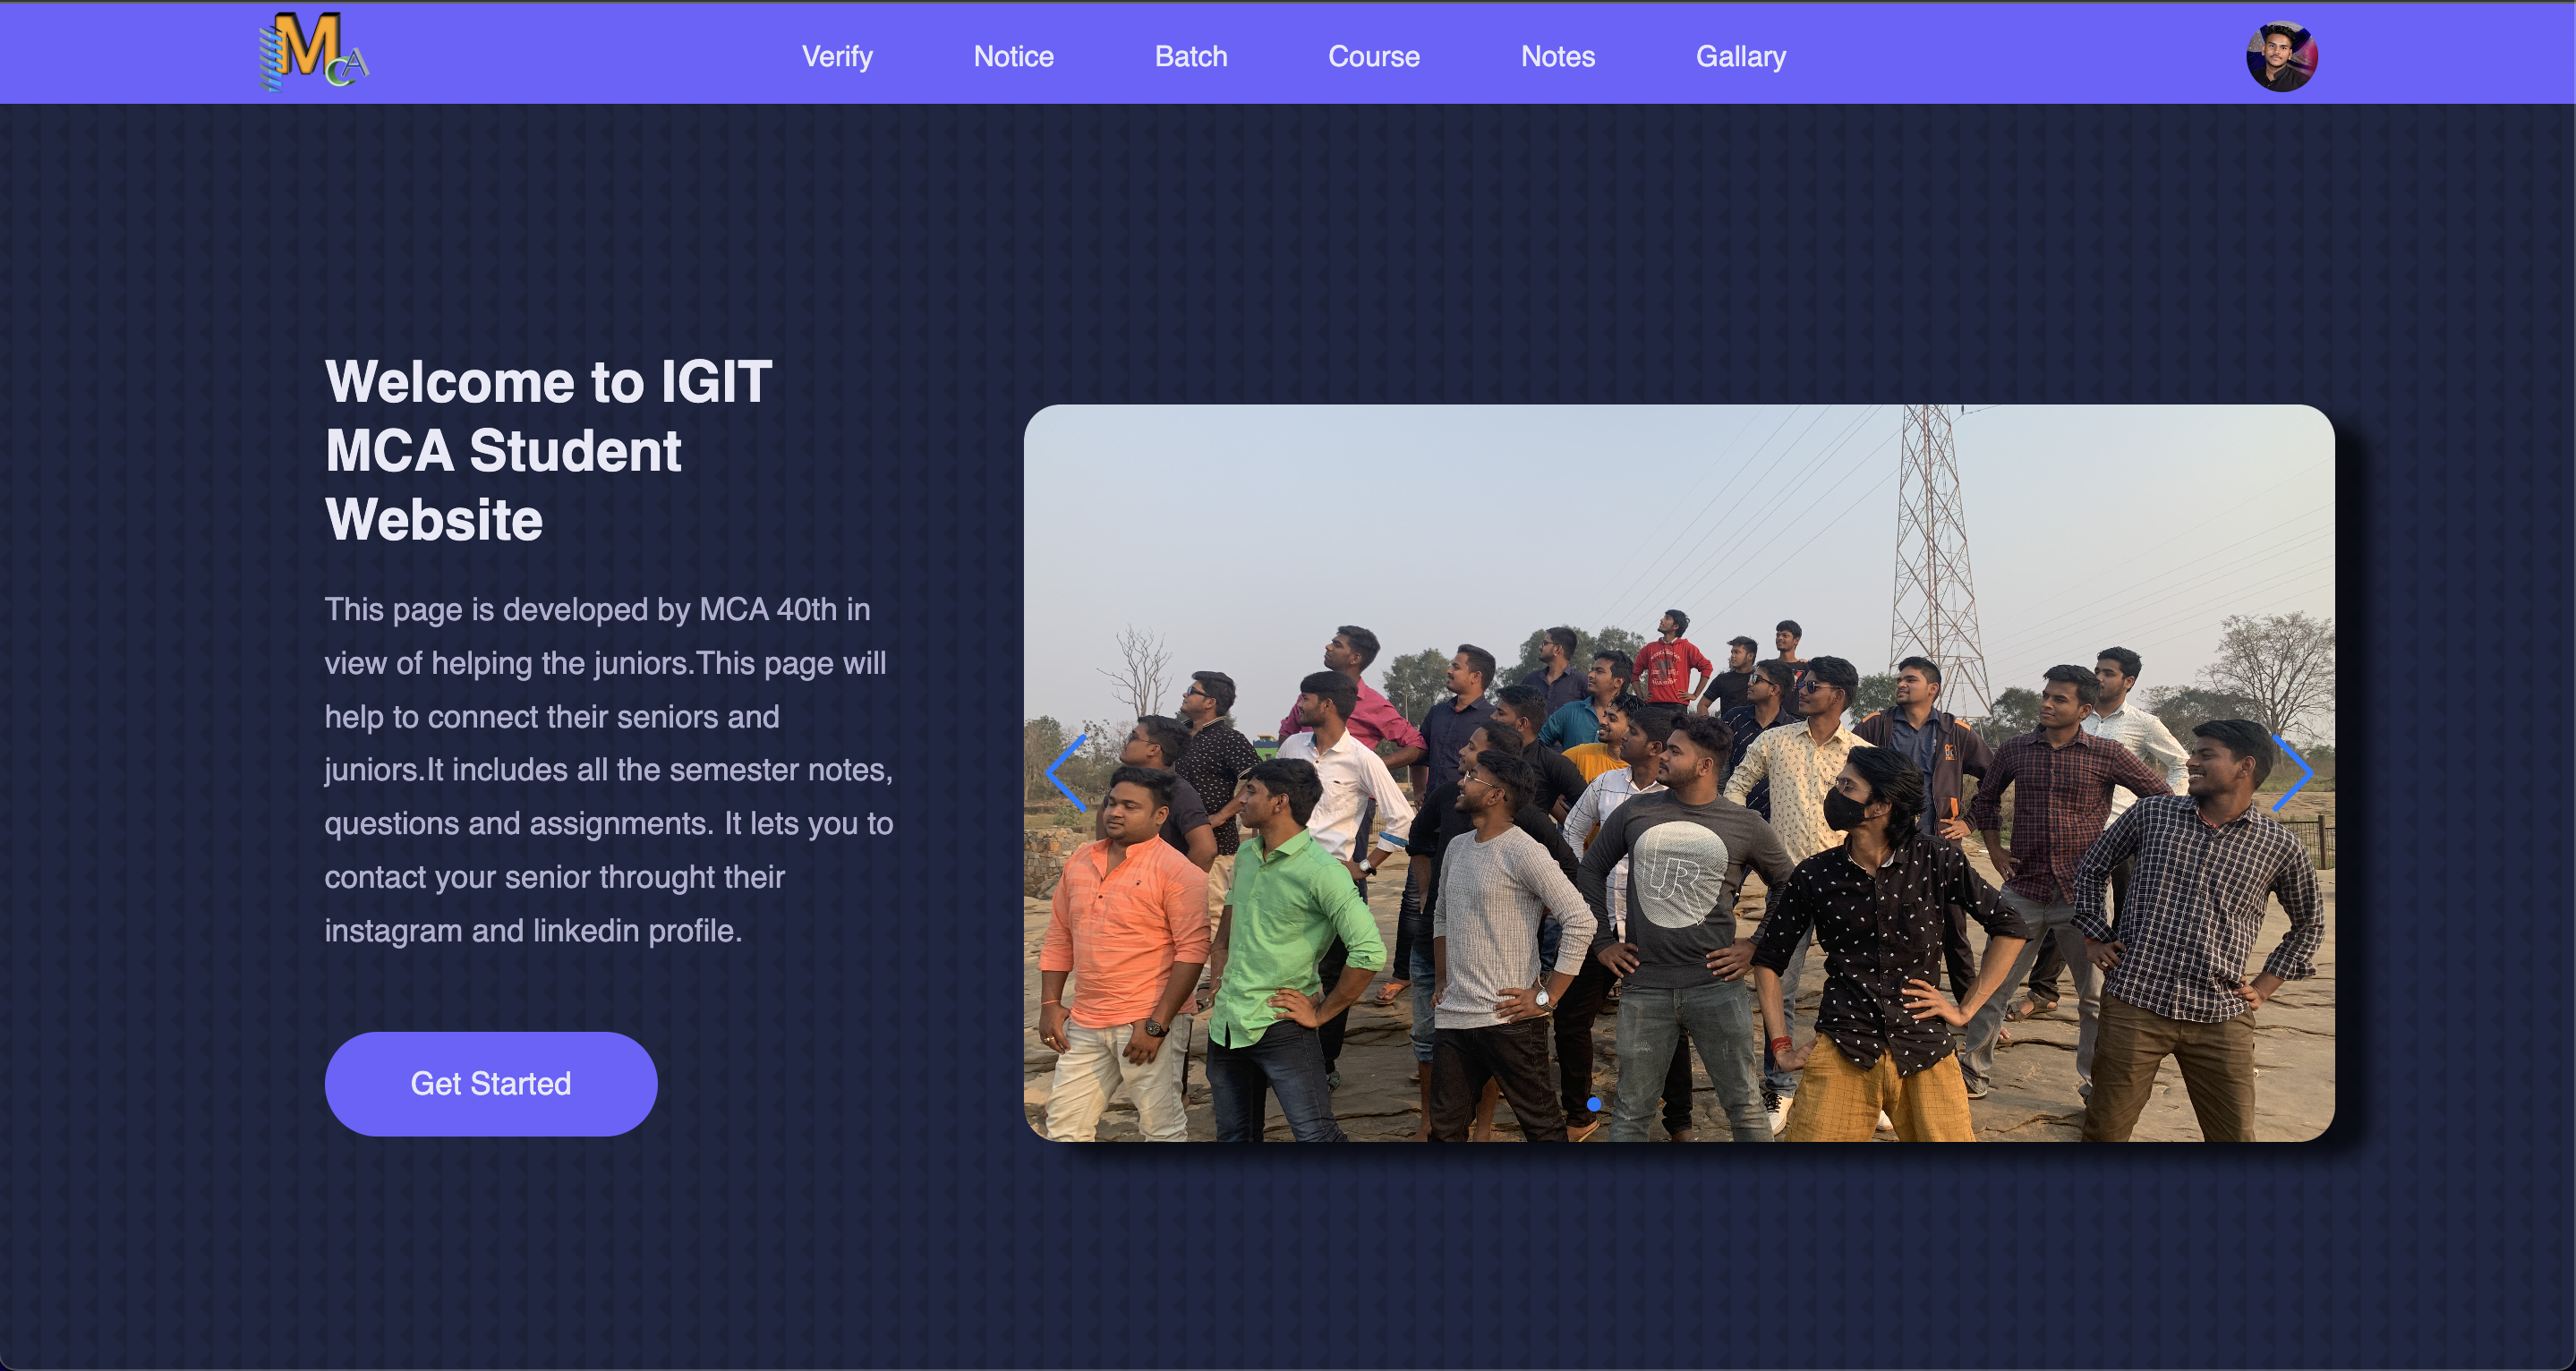 MCA
Verify
Notice
Batch
Course
Notes
Gallary
Welcome to IGIT
MCA Student
Website
This page is developed by MCA 40th in
view of helping the juniors.This page will
help to connect their seniors and
juniors.It includes all the semester notes,
questions and assignments. It lets you to
contact your senior throught their
instagram and linkedin profile.
Get Started
UR